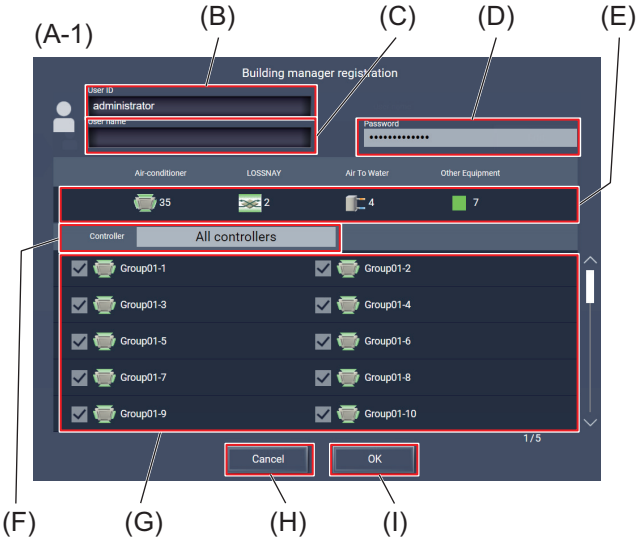 (B)
(C)
(D)
(E)
(A-1)
Building manager registration
User ID
administrator
User name
Password
•••••••••••••
Air-conditioner LOSSNAY Air To Water Other Equipment
35 2 4 7
Controller All controllers
Group01-1 Group01-2
Group01-3 Group01-4
Group01-5 Group01-6
Group01-7 Group01-8
Group01-9 Group01-10
1/5
Cancel OK
(F) (G) (H) (I)